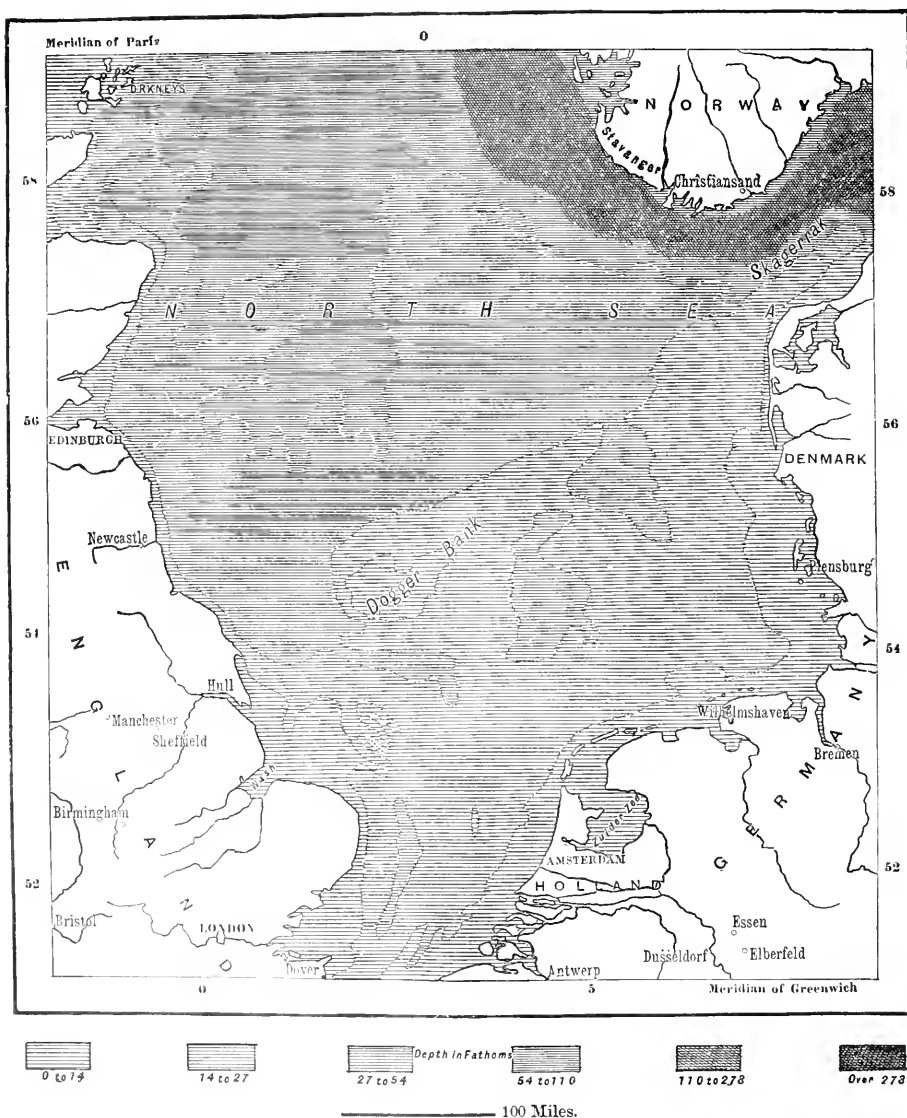 Meridian of Paris
0
ORKNEYS
NORWAY
Stavanger
Christiansand
58
58
Skagerrak
NORTH SEA
56
56
EDINBURGH
DENMARK
Newcastle
Dogger Bank
Plensburg
54
54
Hull
Wilhelmshaven
Manchester
Sheffield
Bremen
Wash
Birmingham
Zuider Zee
AMSTERDAM
ENGLAND
GERMANY
52
52
HOLLAND
Bristol
LONDON
Essen
Dover
Antwerp
Dusseldorf
Elberfeld
0
5
Meridian of Greenwich
Depth in Fathoms
0 to 14
14 to 27
27 to 54
54 to 110
110 to 278
Over 273
100 Miles.